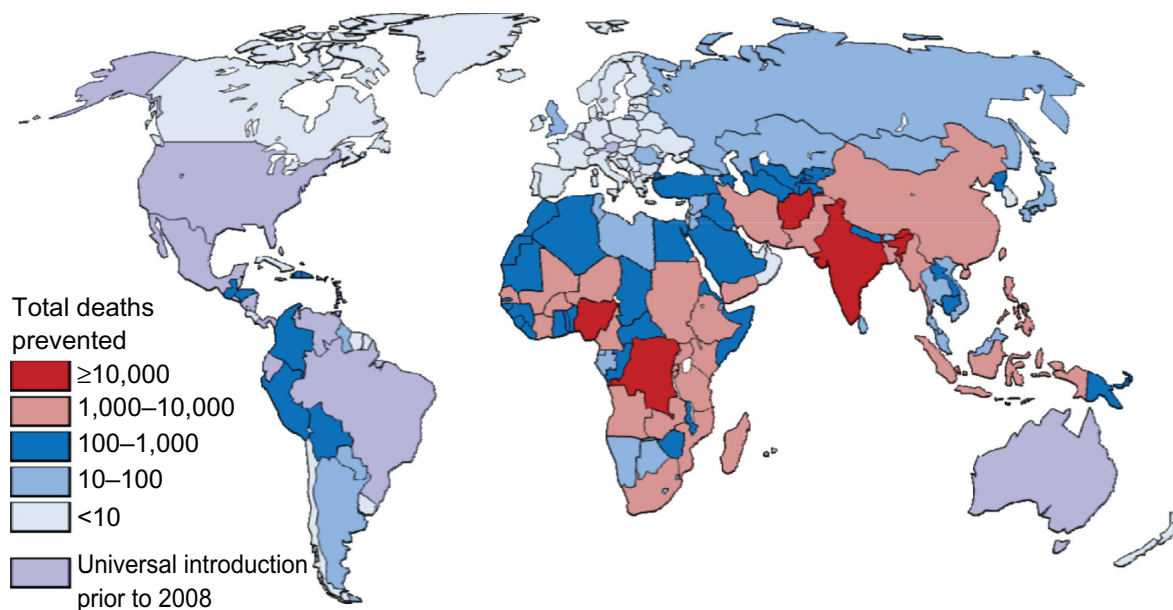 Total deaths
prevented
≥10,000
1,000–10,000
100–1,000
10–100
<10
Universal introduction
prior to 2008